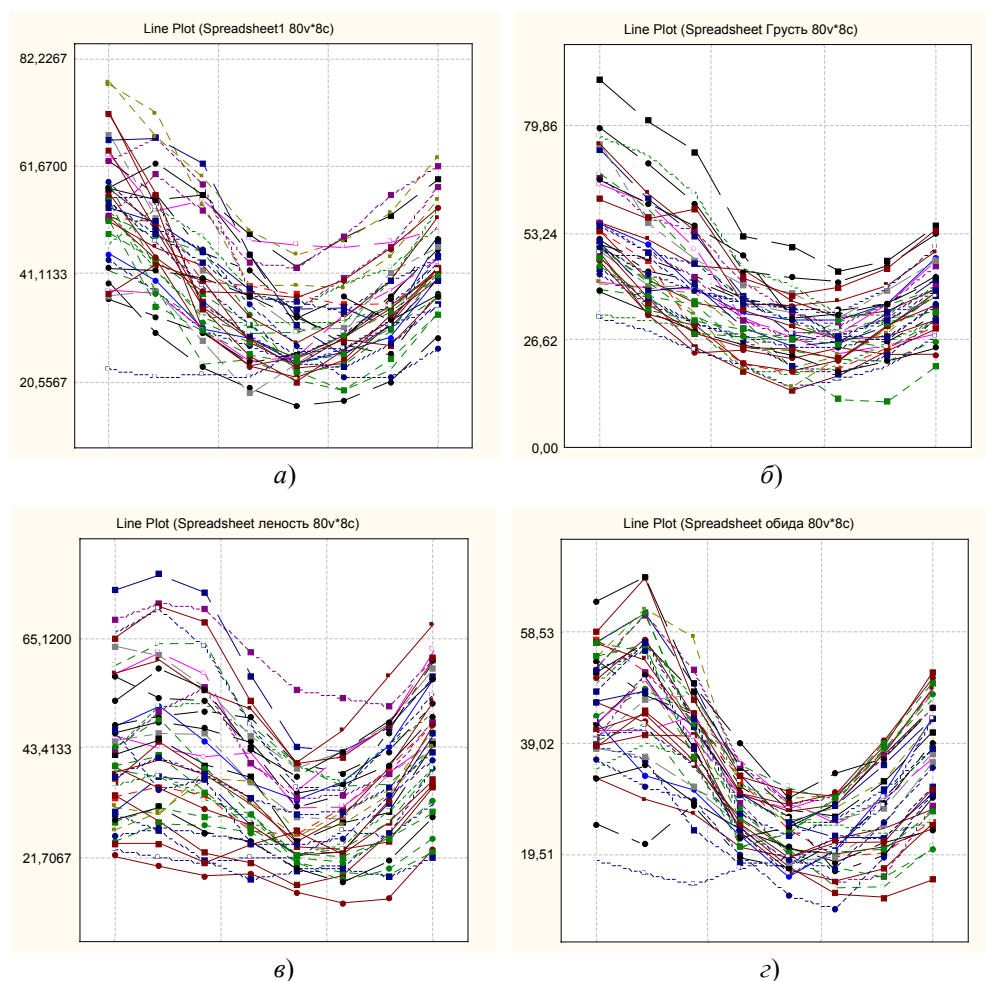 Line Plot (Spreadsheet1 80v*8c)
82,2267
61,6700
41,1133
20,5567
а)
Line Plot (Spreadsheet Грусть 80v*8c)
79,86
53,24
26,62
0,00
б)
Line Plot (Spreadsheet леность 80v*8c)
65,1200
43,4133
21,7067
в)
Line Plot (Spreadsheet обида 80v*8c)
58,53
39,02
19,51
г)